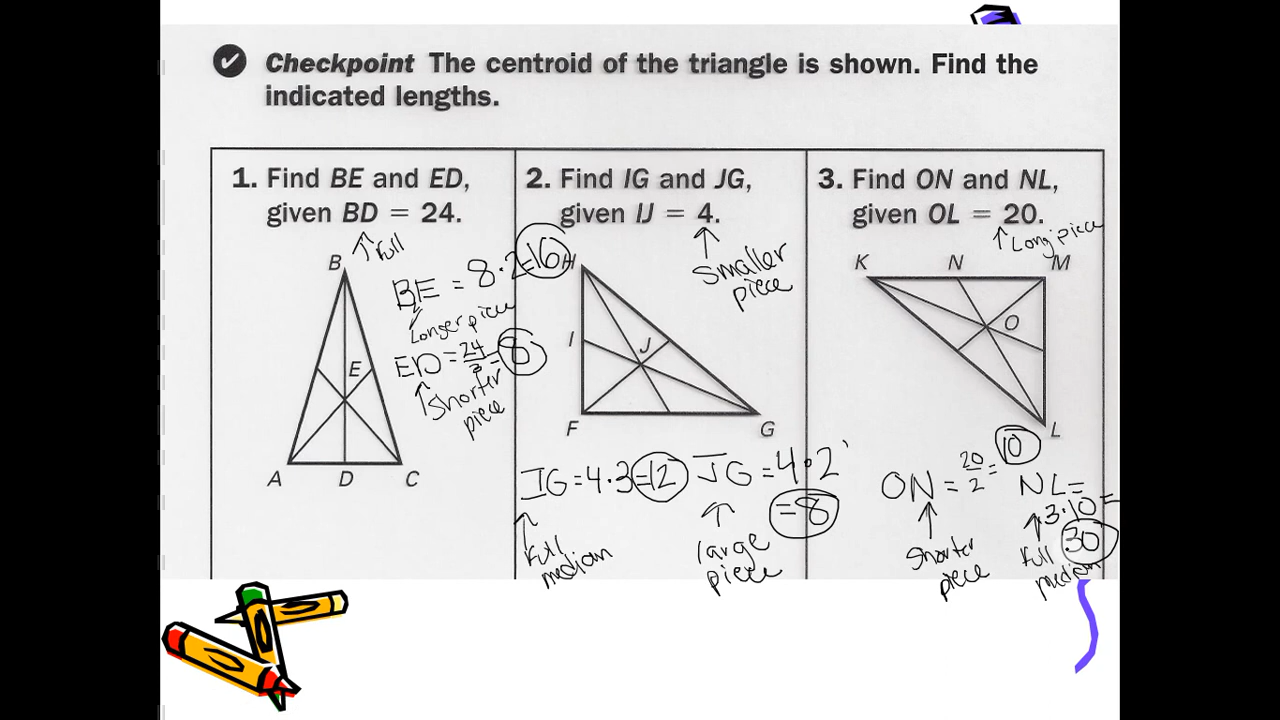 Checkpoint The centroid of the triangle is shown. Find the
indicated lengths.
1. Find BE and ED,
given BD = 24.
Full
B
BE = 8·2=16
Longer piece
E
ED = 24/3 = 8
Shorter
piece
A D C
2. Find IG and JG,
given IJ = 4.
Smaller
piece
H
I
J
F G
IG=4·3=12
Full
median
JG=4·2
=8
large
piece
3. Find ON and NL,
given OL = 20.
Long piece
K N M
O
L
ON = 20/2 = 10
Shorter
piece
NL=
3·10=
30
Full
median